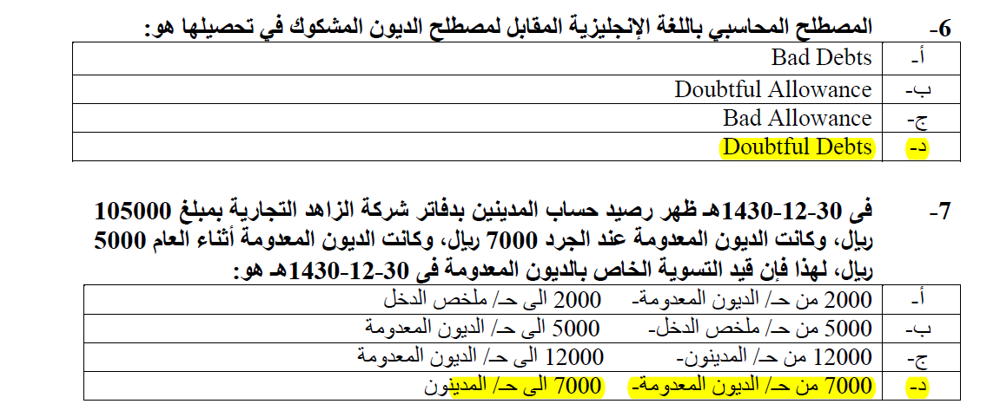 6- المصطلح المحاسبي باللغة الإنجليزية المقابل لمصطلح الديون المشكوك في تحصيلها هو:
أ- Bad Debts
ب- Doubtful Allowance
ج- Bad Allowance
د- Doubtful Debts
7- فى 30-12-1430هـ ظهر رصيد حساب المدينين بدفاتر شركة الزاهد التجارية بمبلغ 105000
ريال، وكانت الديون المعدومة عند الجرد 7000 ريال، وكانت الديون المعدومة أثناء العام 5000
ريال، لهذا فإن قيد التسوية الخاص بالديون المعدومة فى 30-12-1430هـ هو:
أ- 2000 من حـ/ الديون المعدومة- 2000 الى حـ/ ملخص الدخل
ب- 5000 من حـ/ ملخص الدخل- 5000 الى حـ/ الديون المعدومة
ج- 12000 من حـ/ المدينون- 12000 الى حـ/ الديون المعدومة
د- 7000 من حـ/ الديون المعدومة- 7000 الى حـ/ المدينون